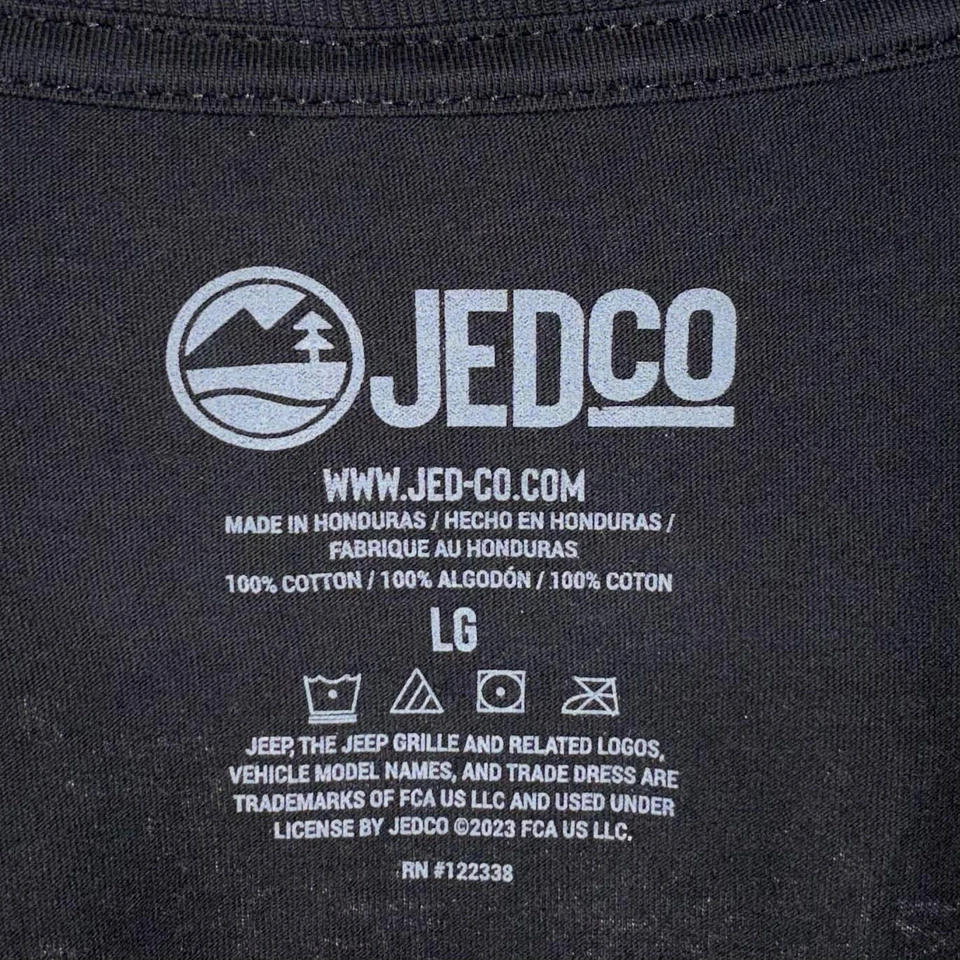 JEDCO
WWW.JED-CO.COM
MADE IN HONDURAS / HECHO EN HONDURAS /
FABRIQUE AU HONDURAS
100% COTTON / 100% ALGODÓN / 100% COTON
LG
JEEP, THE JEEP GRILLE AND RELATED LOGOS,
VEHICLE MODEL NAMES, AND TRADE DRESS ARE
TRADEMARKS OF FCA US LLC AND USED UNDER
LICENSE BY JEDCO ©2023 FCA US LLC.
RN #122338